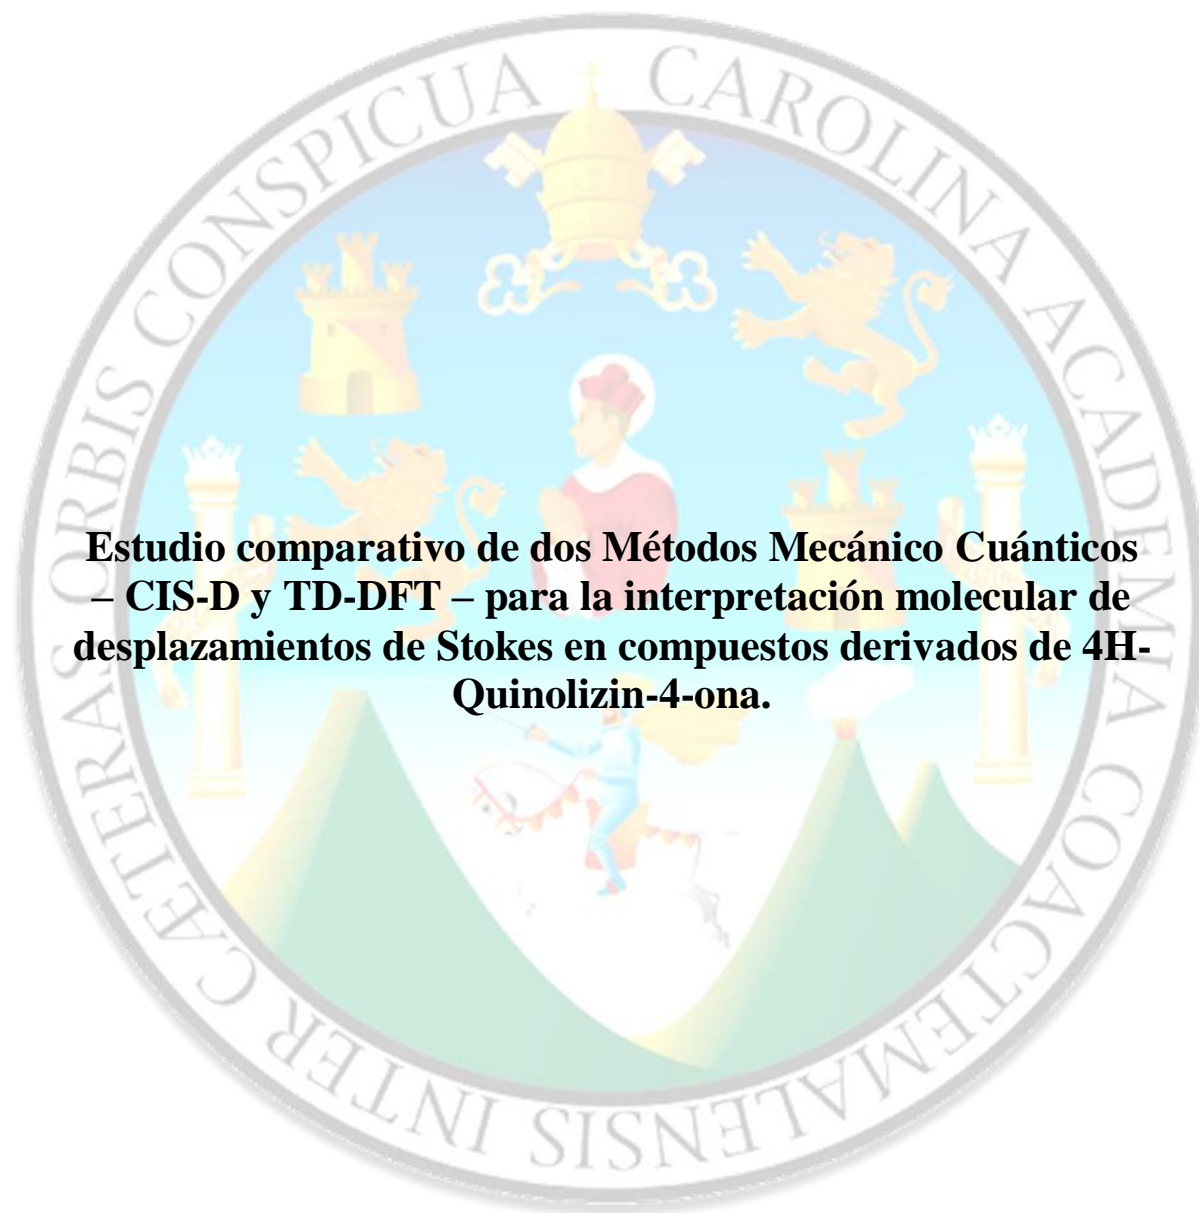 CAROLINA ACADEMIA COACTEMALENSIS INTER CÆTERAS ORBIS CONSPICUA
Estudio comparativo de dos Métodos Mecánico Cuánticos
– CIS-D y TD-DFT – para la interpretación molecular de
desplazamientos de Stokes en compuestos derivados de 4H-
Quinolizin-4-ona.